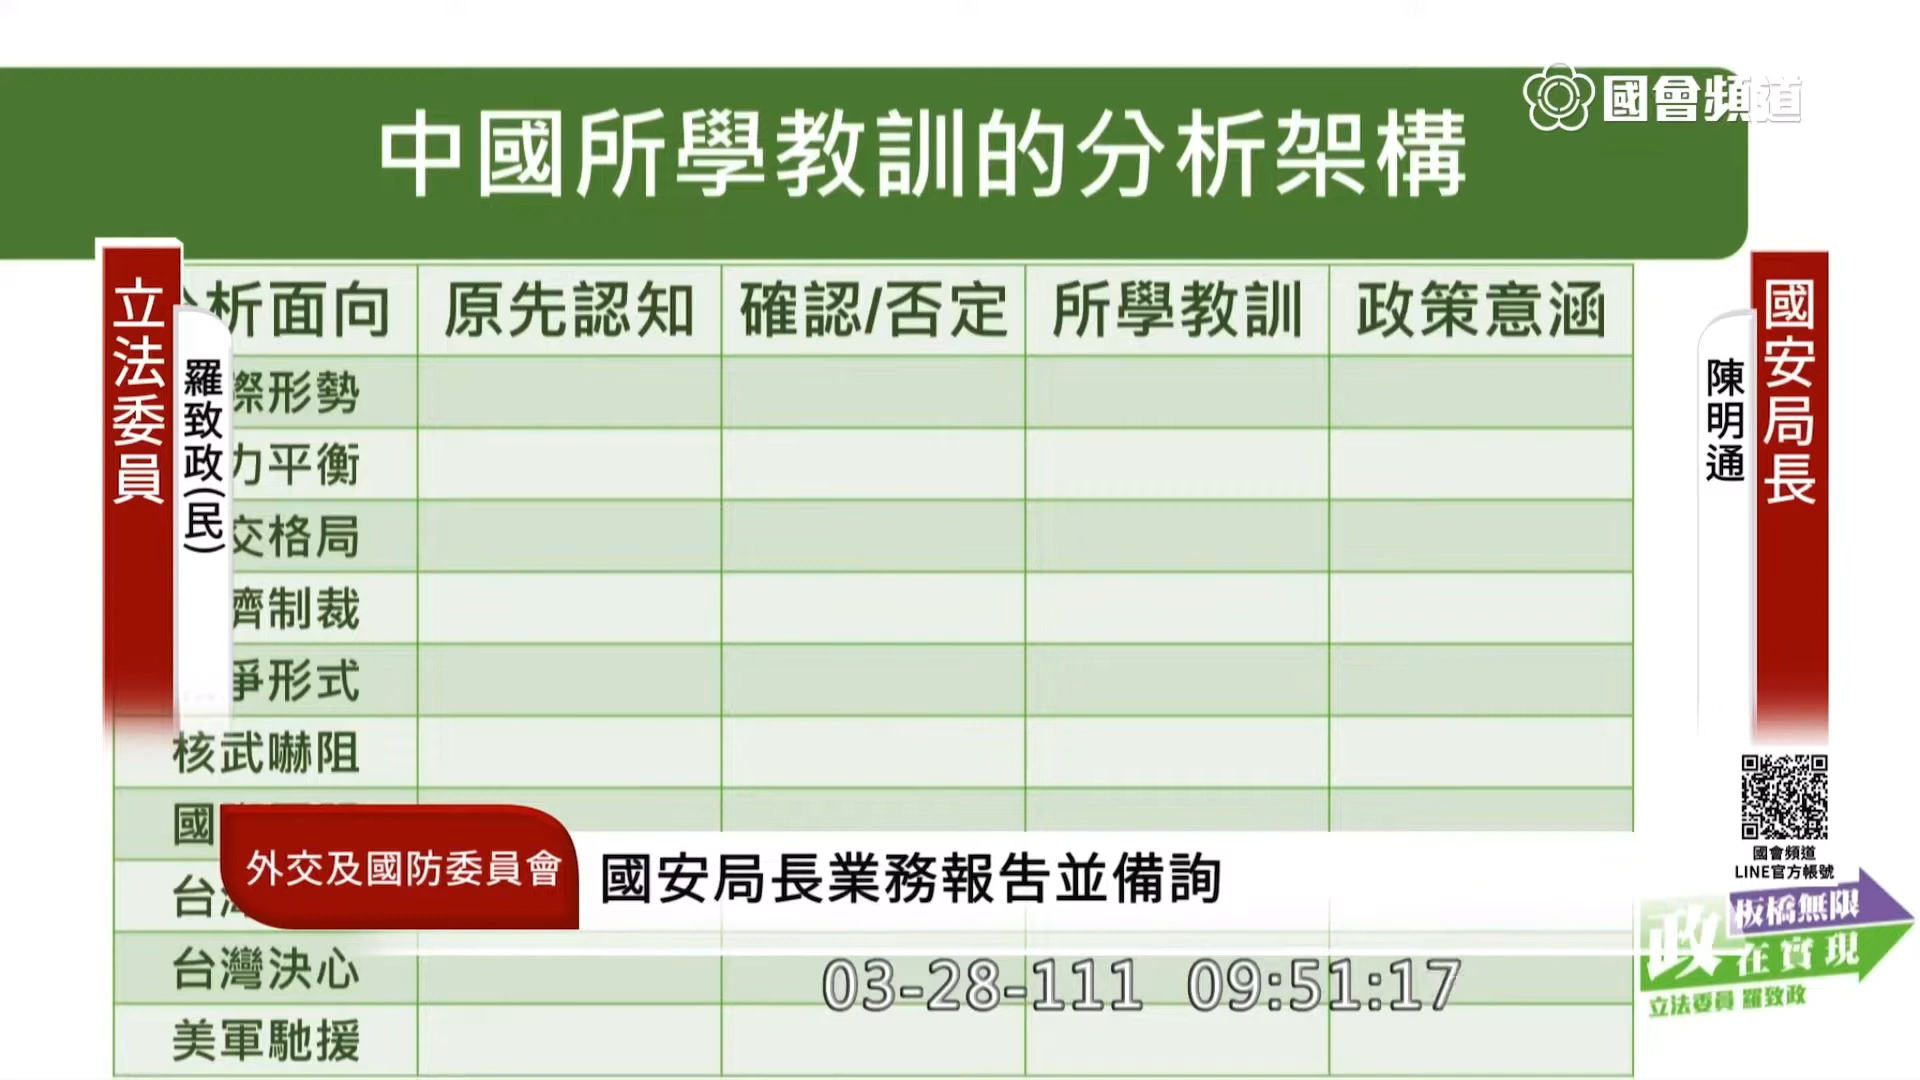 國會頻道
中國所學教訓的分析架構
析面向 原先認知 確認/否定 所學教訓 政策意涵
際形勢
力平衡
交格局
濟制裁
爭形式
核武嚇阻
國
台
台灣決心
美軍馳援
立法委員
羅致政(民)
國安局長
陳明通
外交及國防委員會
國安局長業務報告並備詢
03-28-111 09:51:17
國會頻道
LINE官方帳號
板橋無限
政在實現
立法委員 羅致政